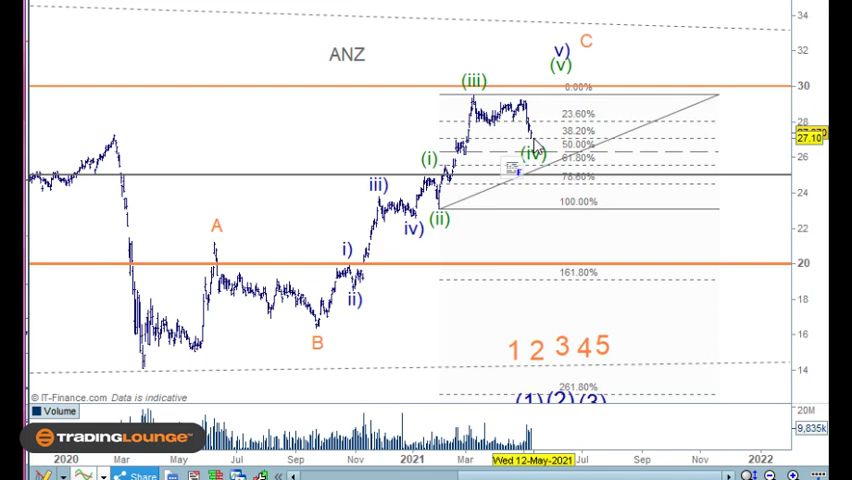 34
v) C
32
ANZ
(v)
(iii)
0.00%
30
23.60%
28
38.20%
27.10
50.00%
(i)
(iv)
61.80%
26
78.60%
iii)
24
(ii)
100.00%
A
iv)
22
i)
20
161.80%
ii)
18
B
16
1 2 3 4 5
14
261.80%
(1) (2) (3)
© IT-Finance.com Data is indicative
Volume
20M
9,835k
TRADINGLOUNGE
2020 Mar May Jul Sep Nov 2021 Mar Wed 12-May-2021 Jul Sep Nov 2022
Share